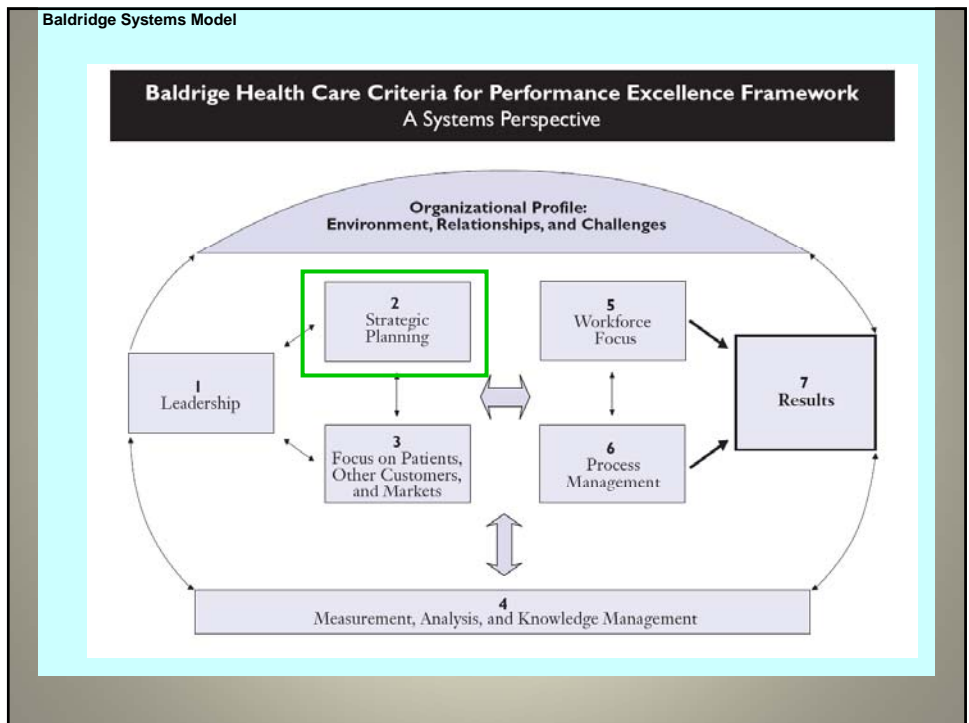 Baldridge Systems Model
Baldrige Health Care Criteria for Performance Excellence Framework
A Systems Perspective
Organizational Profile:
Environment, Relationships, and Challenges
2
Strategic
Planning
5
Workforce
Focus
1
Leadership
7
Results
3
Focus on Patients,
Other Customers,
and Markets
6
Process
Management
4
Measurement, Analysis, and Knowledge Management